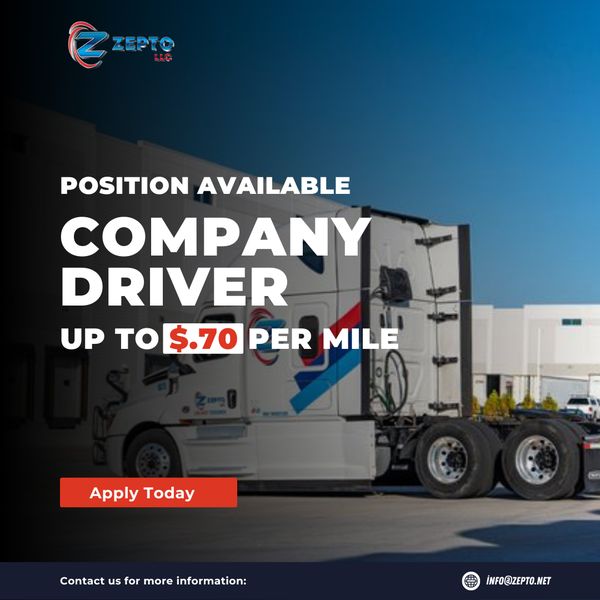 ZEPTO
LLC
POSITION AVAILABLE
COMPANY
DRIVER
UP TO $.70 PER MILE
Apply Today
Contact us for more information:
info@zepto.net